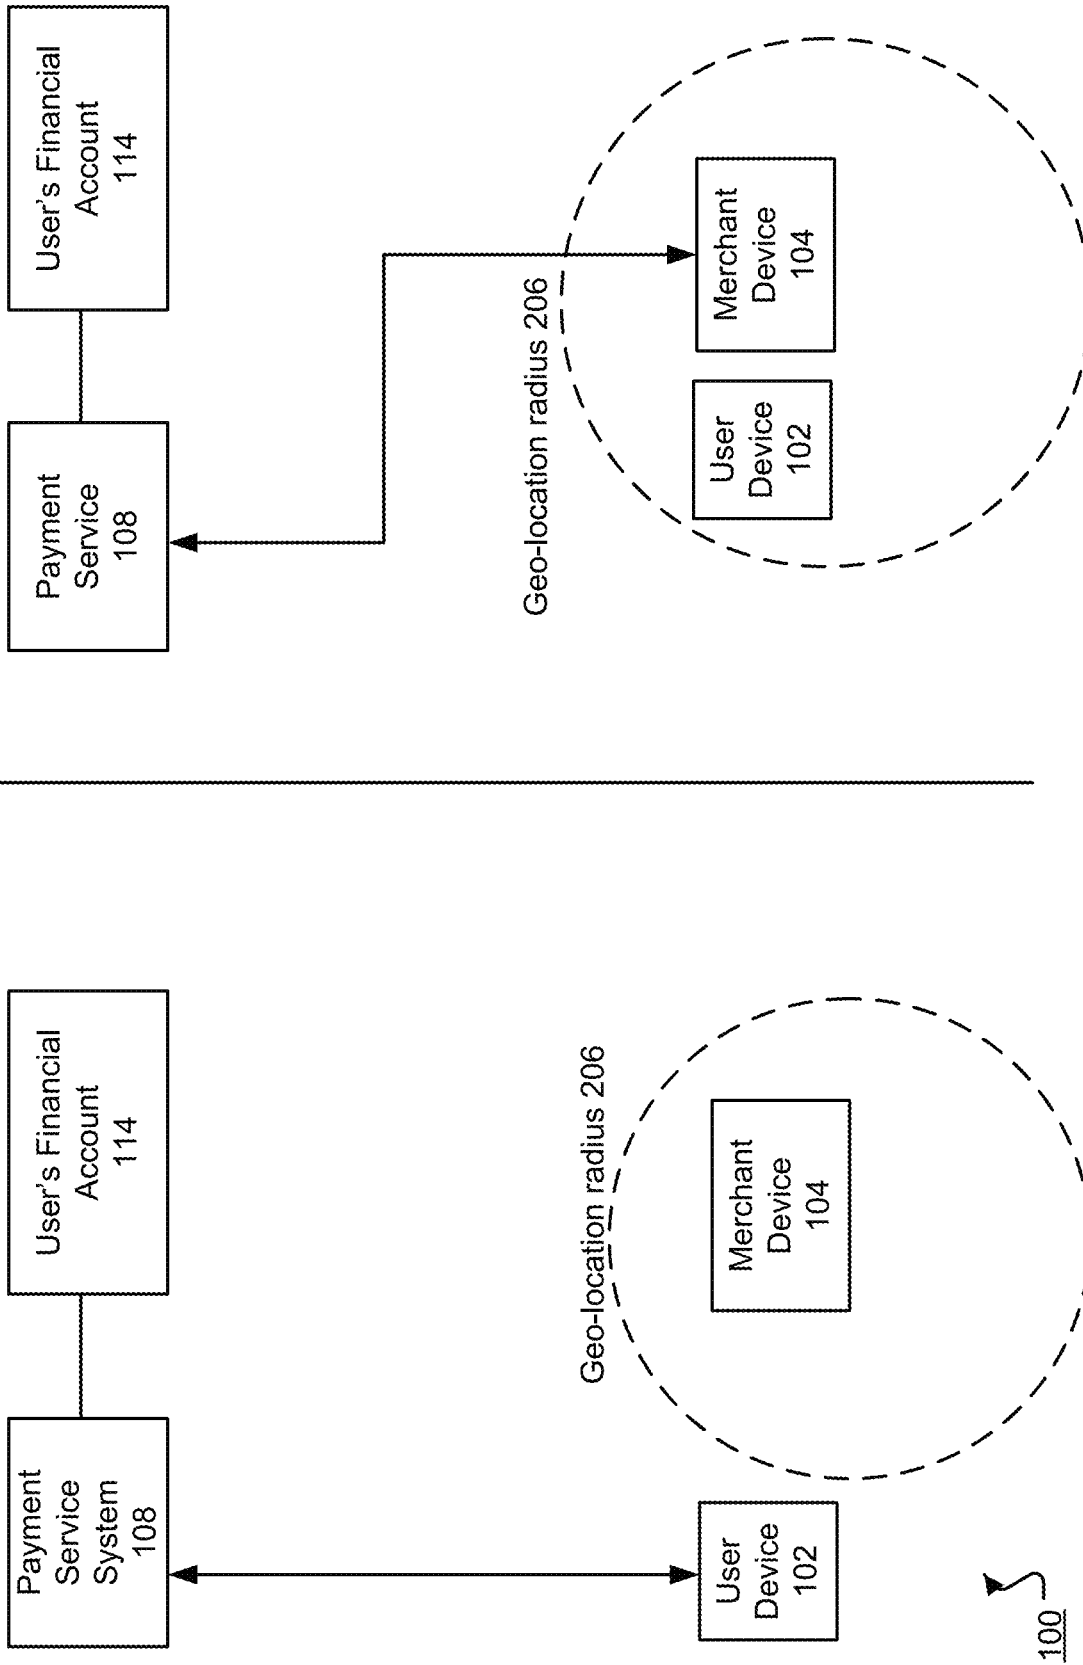 Payment
Service
System
108
User's Financial
Account
114
Geo-location radius 206
User
Device
102
Merchant
Device
104
100
Payment
Service
108
User's Financial
Account
114
Geo-location radius 206
User
Device
102
Merchant
Device
104